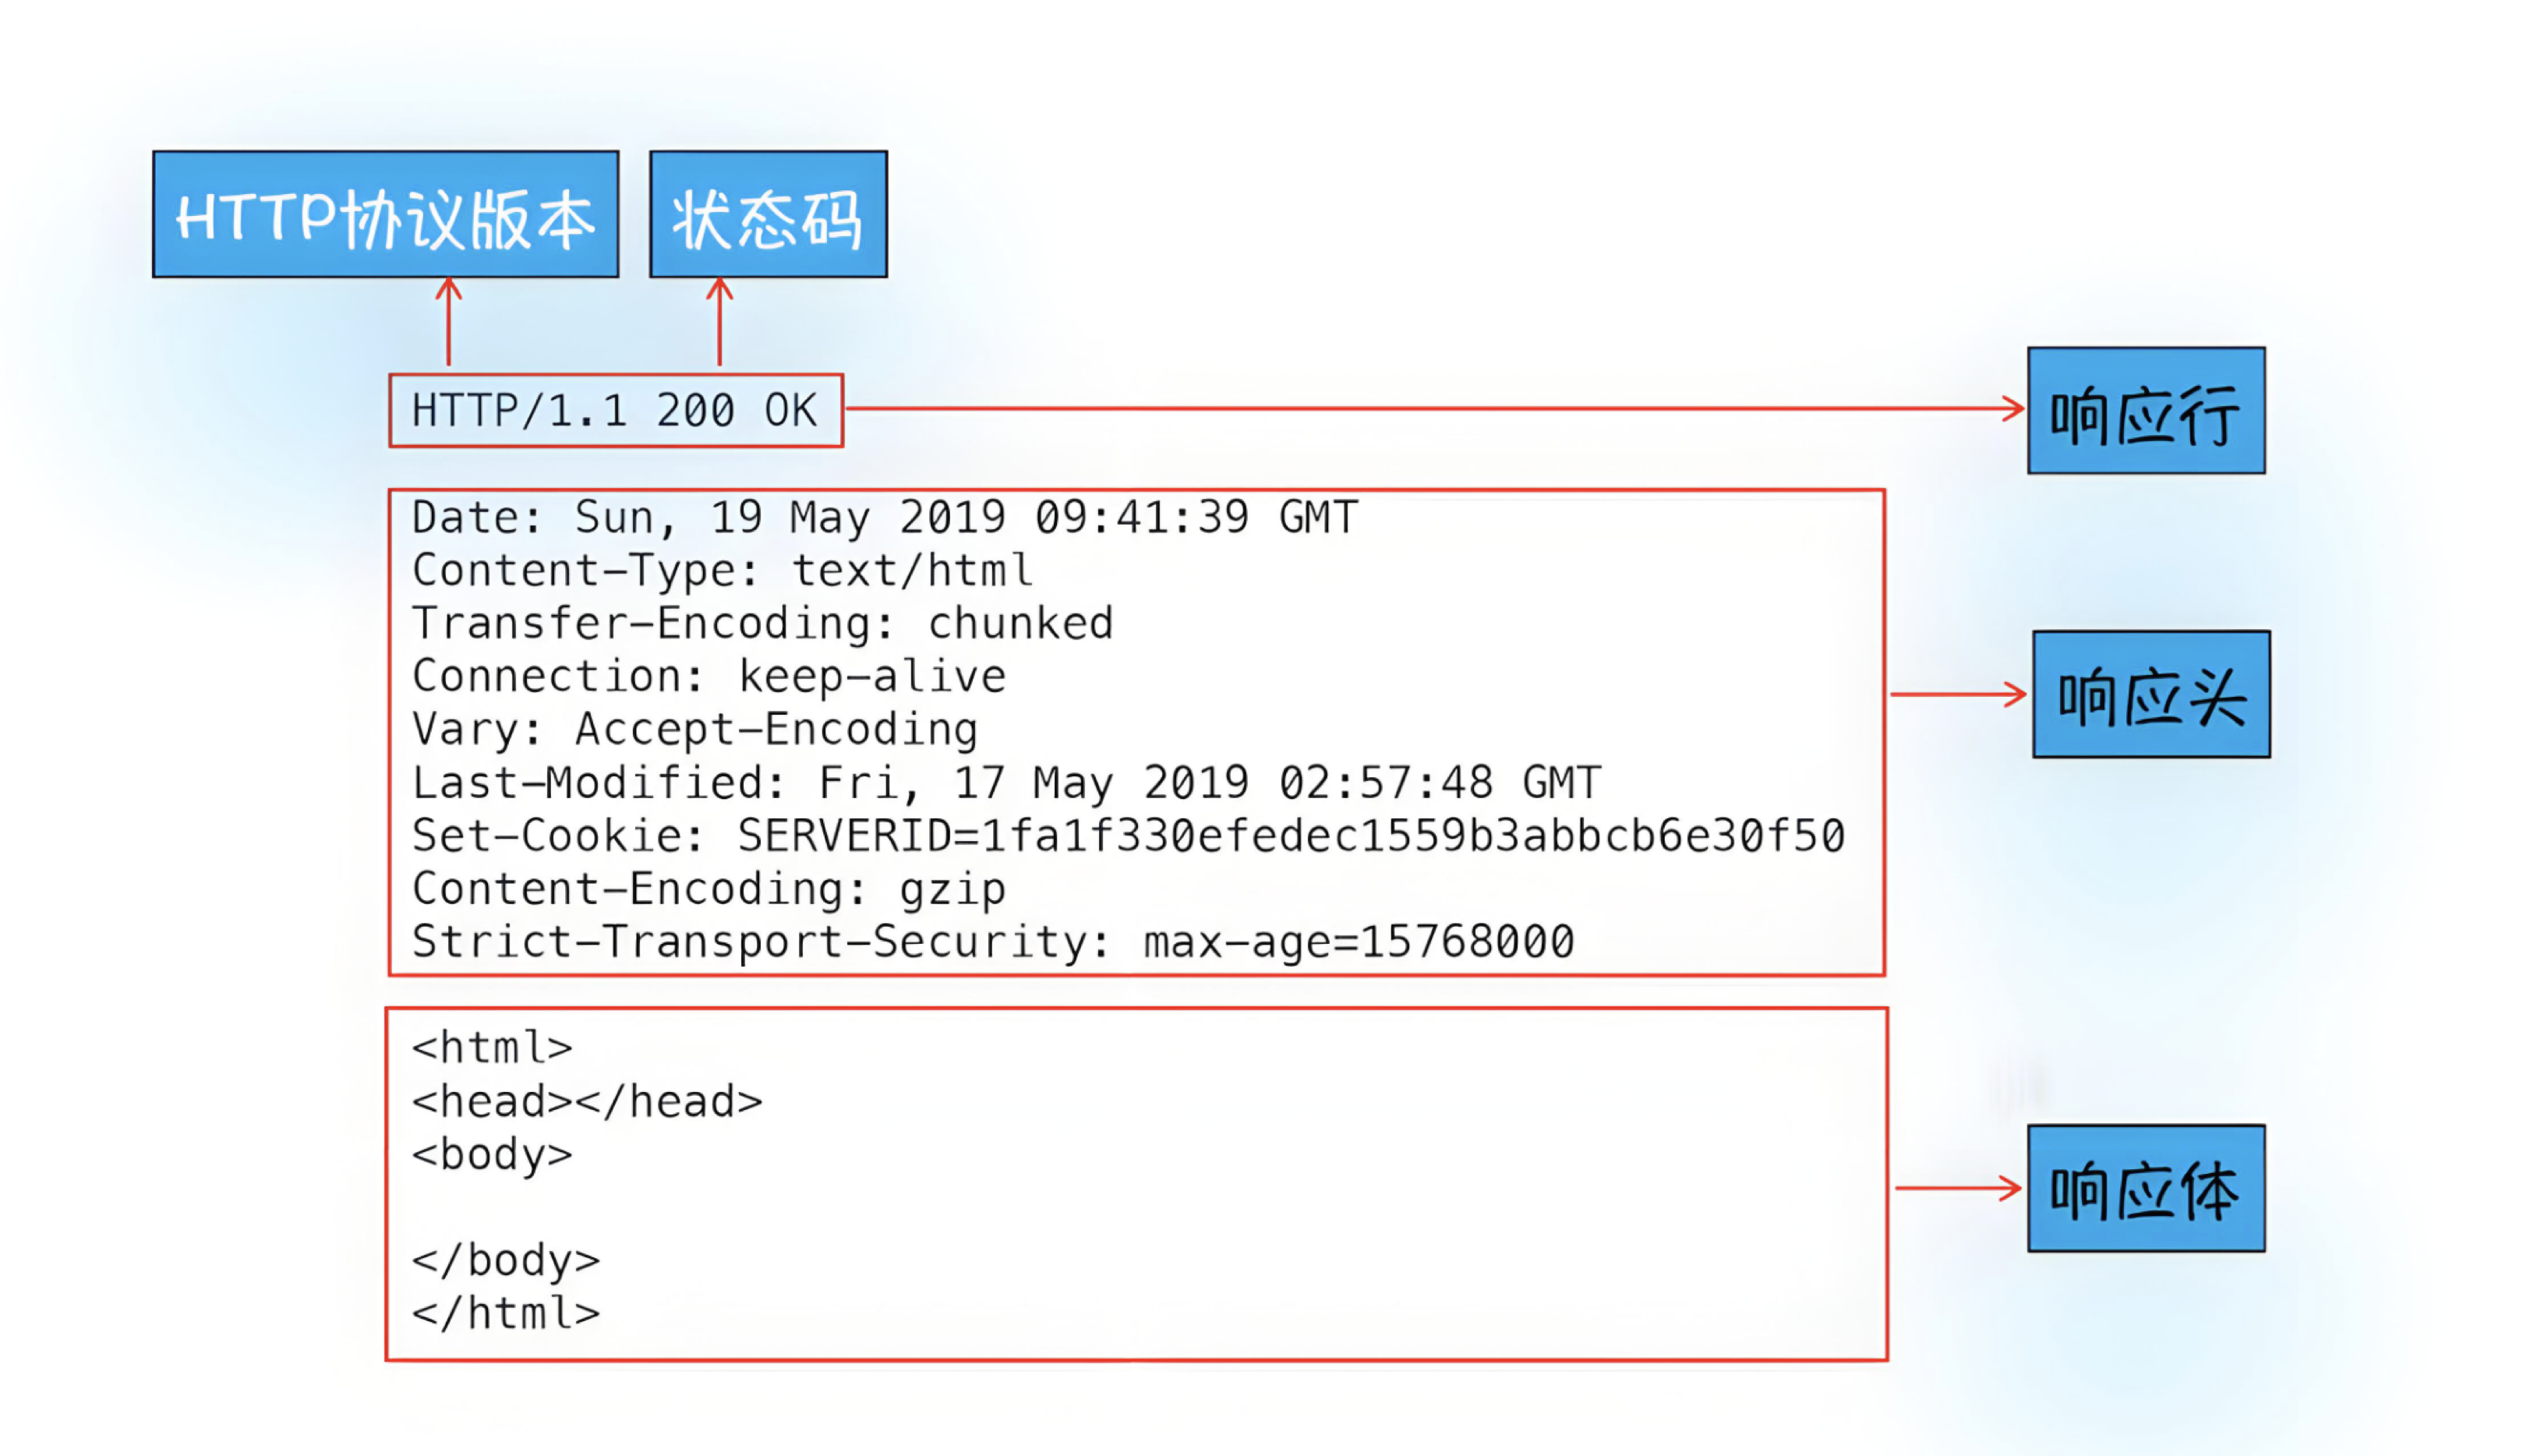 HTTP协议版本
状态码
HTTP/1.1 200 OK
响应行
Date: Sun, 19 May 2019 09:41:39 GMT
Content-Type: text/html
Transfer-Encoding: chunked
Connection: keep-alive
Vary: Accept-Encoding
Last-Modified: Fri, 17 May 2019 02:57:48 GMT
Set-Cookie: SERVERID=1fa1f330efedec1559b3abbcb6e30f50
Content-Encoding: gzip
Strict-Transport-Security: max-age=15768000
响应头
<html>
<head></head>
<body>
</body>
</html>
响应体